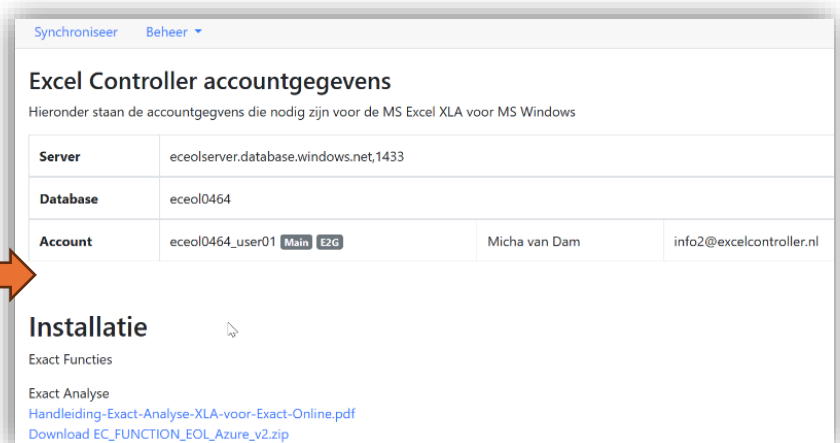 Synchroniseer Beheer
Excel Controller accountgegevens
Hieronder staan de accountgegvens die nodig zijn voor de MS Excel XLA voor MS Windows
Server eceolserver.database.windows.net,1433
Database eceol0464
Account eceol0464_user01 Main E2G Micha van Dam info2@excelcontroller.nl
Installatie
Exact Functies
Exact Analyse
Handleiding-Exact-Analyse-XLA-voor-Exact-Online.pdf
Download EC_FUNCTION_EOL_Azure_v2.zip